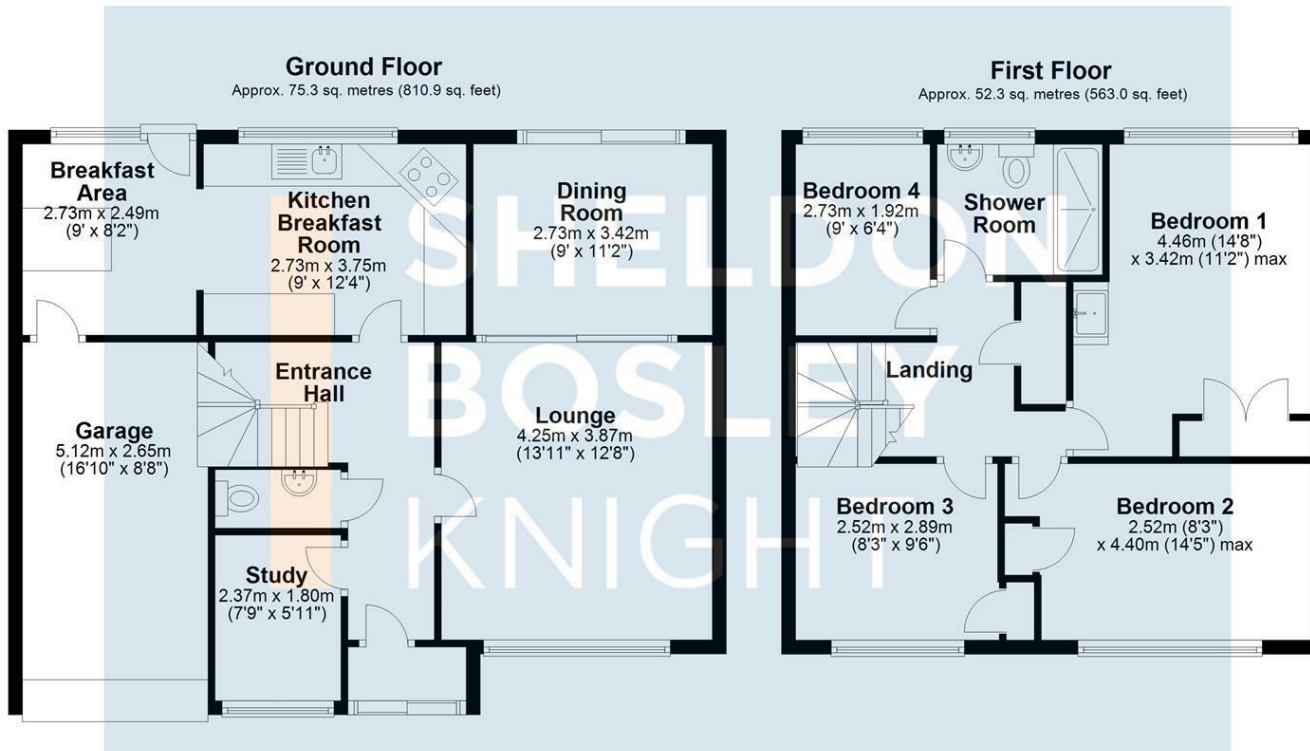 Ground Floor
Approx. 75.3 sq. metres (810.9 sq. feet)
Breakfast
Area
2.73m x 2.49m
(9' x 8'2")
Kitchen
Breakfast
Room
2.73m x 3.75m
(9' x 12'4")
Dining
Room
2.73m x 3.42m
(9' x 11'2")
Entrance
Hall
Garage
5.12m x 2.65m
(16'10" x 8'8")
Lounge
4.25m x 3.87m
(13'11" x 12'8")
Study
2.37m x 1.80m
(7'9" x 5'11")
First Floor
Approx. 52.3 sq. metres (563.0 sq. feet)
Bedroom 4
2.73m x 1.92m
(9' x 6'4")
Shower
Room
Bedroom 1
4.46m (14'8")
x 3.42m (11'2") max
Landing
Bedroom 3
2.52m x 2.89m
(8'3" x 9'6")
Bedroom 2
2.52m (8'3")
x 4.40m (14'5") max
SHELDON
BOSLEY
KNIGHT